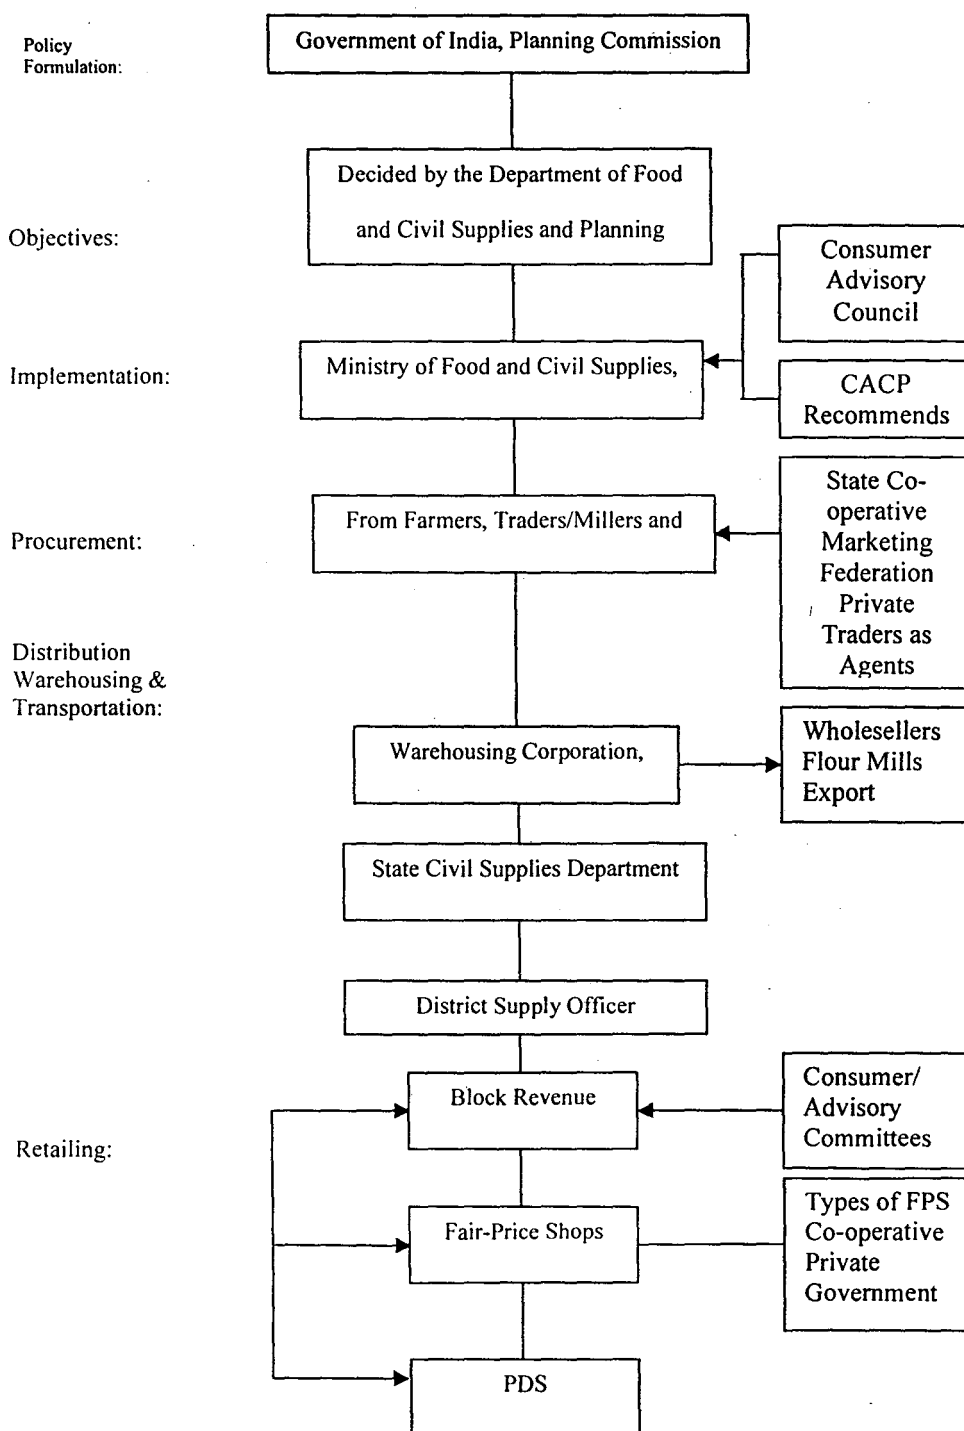 Policy
Formulation:
Government of India, Planning Commission
Decided by the Department of Food
and Civil Supplies and Planning
Objectives:
Consumer
Advisory
Council
Implementation:
Ministry of Food and Civil Supplies,
CACP
Recommends
Procurement:
From Farmers, Traders/Millers and
State Co-
operative
Marketing
Federation
Private
Traders as
Agents
Distribution
Warehousing &
Transportation:
Warehousing Corporation,
Wholesellers
Flour Mills
Export
State Civil Supplies Department
District Supply Officer
Block Revenue
Consumer/
Advisory
Committees
Retailing:
Fair-Price Shops
Types of FPS
Co-operative
Private
Government
PDS